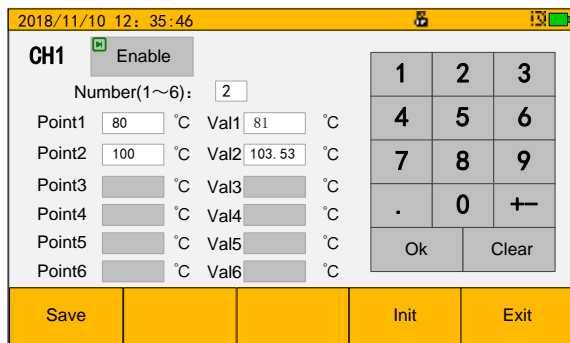 2018/11/10 12：35:46
CH1 Enable
Number(1～6): 2
Point1 80 ℃ Val1 81 ℃
Point2 100 ℃ Val2 103.53 ℃
Point3 ℃ Val3 ℃
Point4 ℃ Val4 ℃
Point5 ℃ Val5 ℃
Point6 ℃ Val6 ℃
1 2 3
4 5 6
7 8 9
. 0 +−
Ok Clear
Save Init Exit